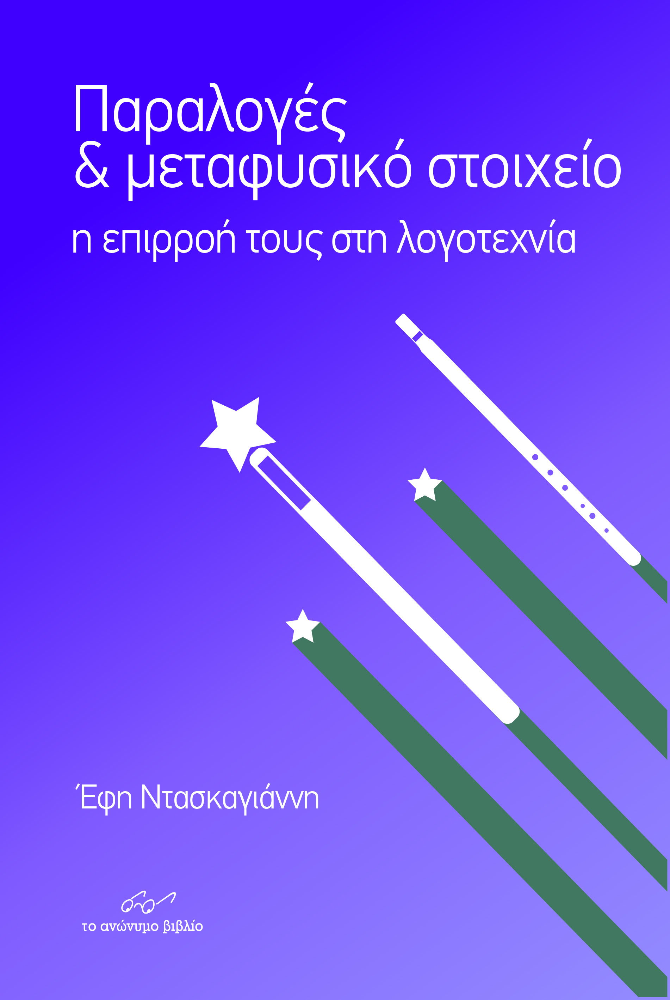 Παραλογές
& μεταφυσικό στοιχείο
η επιρροή τους στη λογοτεχνία
Έφη Ντασκαγιάννη
το ανώνυμο βιβλίο